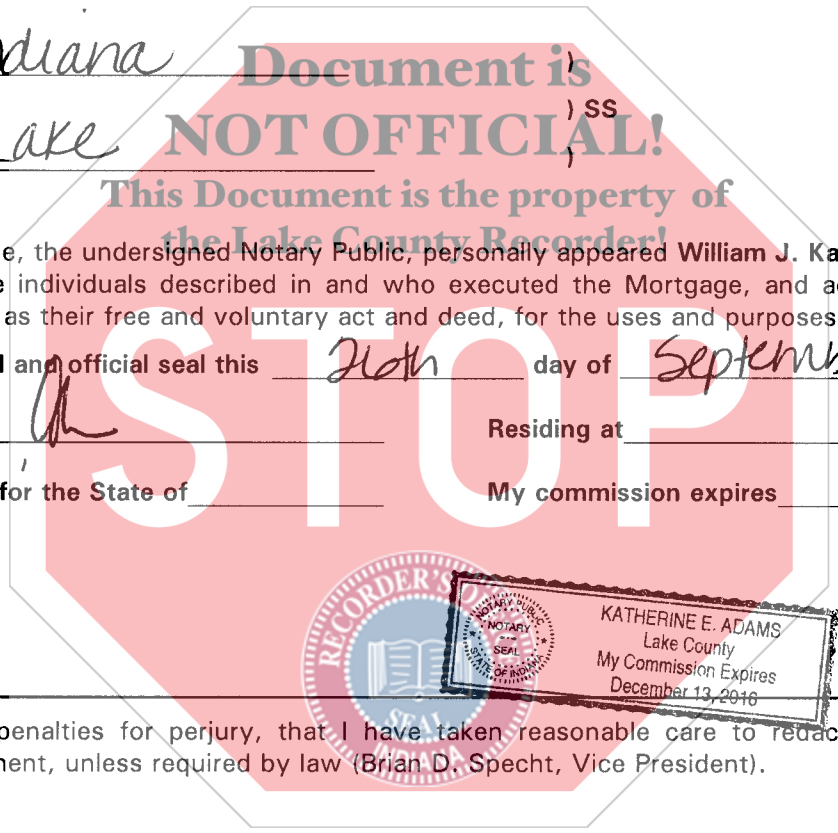 diana
Document is
)
) SS
ake
NOT OFFICIAL!
)
This Document is the property of
the Lake County Recorder!
e, the undersigned Notary Public, personally appeared William J. Ka
e individuals described in and who executed the Mortgage, and a
as their free and voluntary act and deed, for the uses and purposes
l and official seal this 26th day of Septemb
Residing at
for the State of
My commission expires
STOP
RECORDER'S O
SEAL
INDIANA
NOTARY PUBLIC
NOTARY
SEAL
STATE OF INDIANA
KATHERINE E. ADAMS
Lake County
My Commission Expires
December 13, 2016
penalties for perjury, that I have taken reasonable care to redac
nent, unless required by law (Brian D. Specht, Vice President).